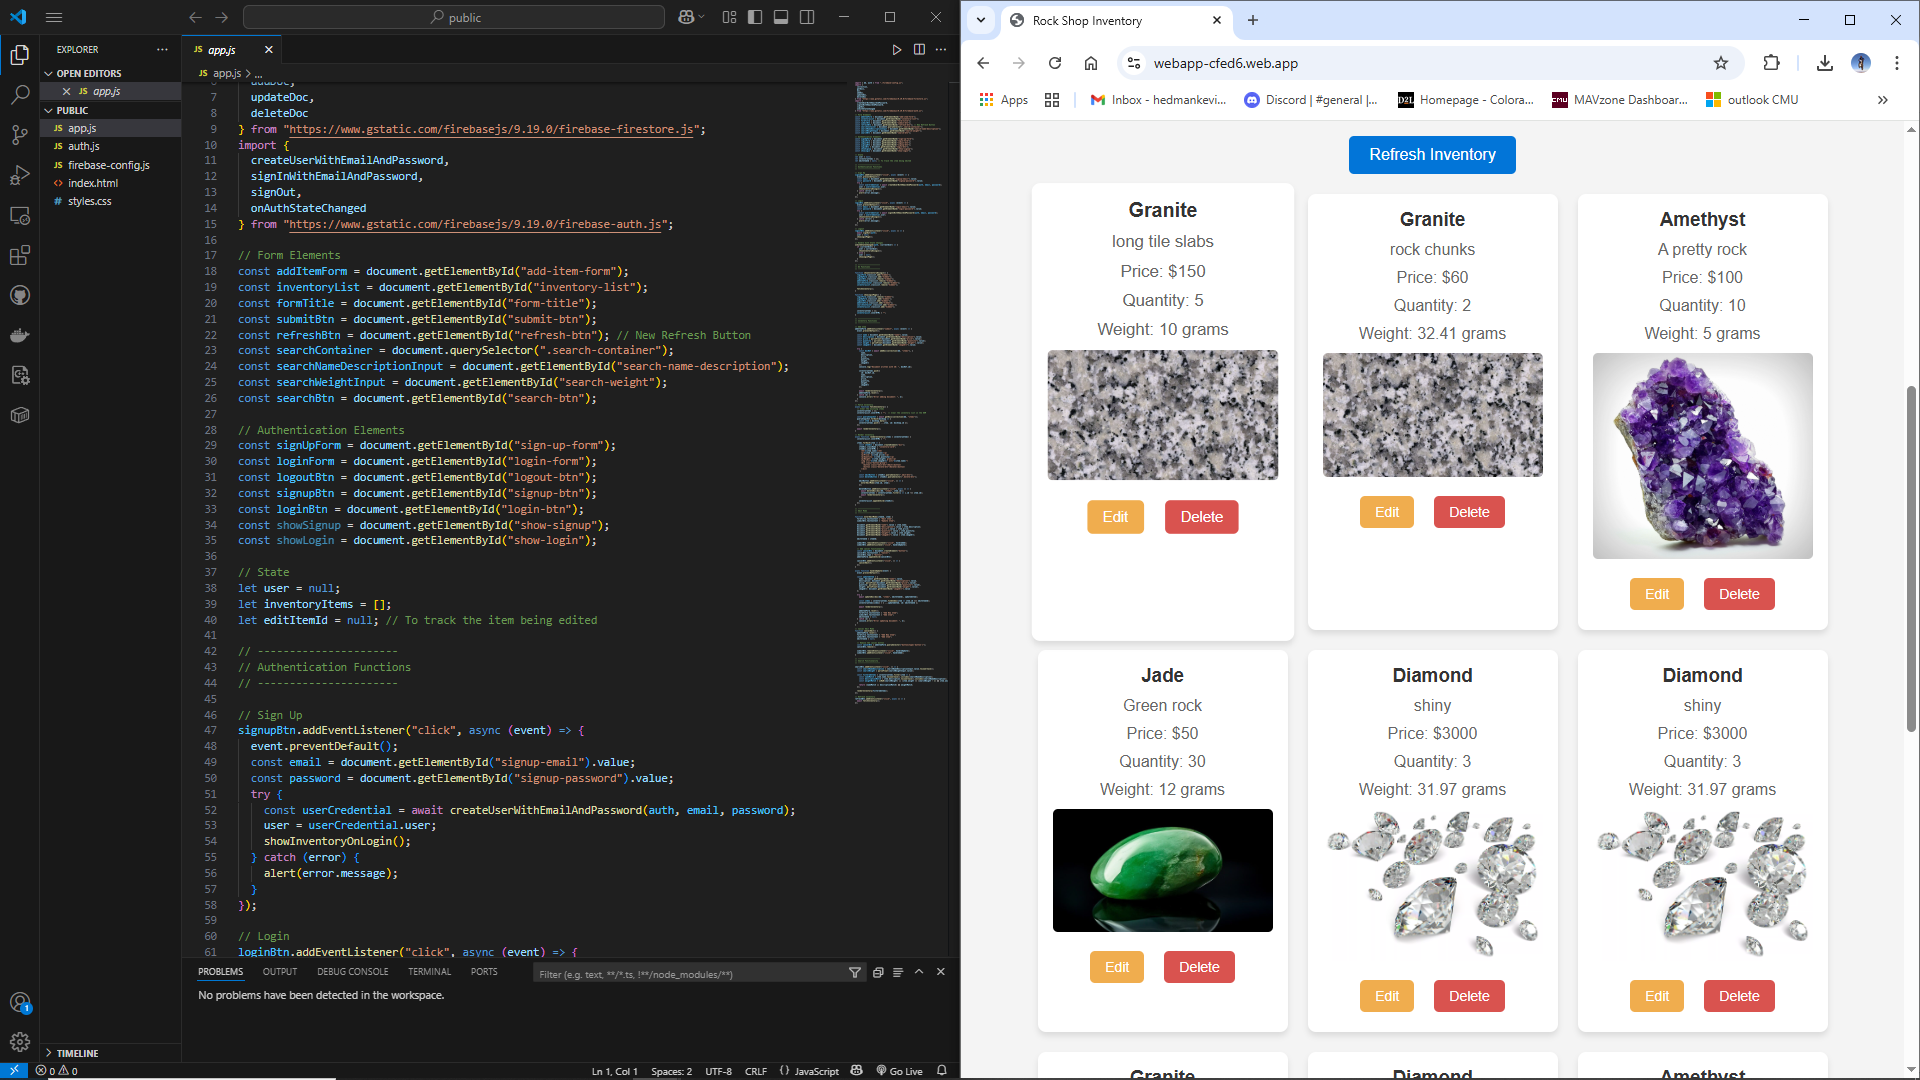 public
EXPLORER
OPEN EDITORS
JS app.js
PUBLIC
JS app.js
JS auth.js
JS firebase-config.js
<> index.html
# styles.css
TIMELINE
JS app.js
JS app.js > ...
7 updateDoc,
8 deleteDoc
9 } from "https://www.gstatic.com/firebasejs/9.19.0/firebase-firestore.js";
10 import {
11 createUserWithEmailAndPassword,
12 signInWithEmailAndPassword,
13 signOut,
14 onAuthStateChanged
15 } from "https://www.gstatic.com/firebasejs/9.19.0/firebase-auth.js";
16
17 // Form Elements
18 const addItemForm = document.getElementById("add-item-form");
19 const inventoryList = document.getElementById("inventory-list");
20 const formTitle = document.getElementById("form-title");
21 const submitBtn = document.getElementById("submit-btn");
22 const refreshBtn = document.getElementById("refresh-btn"); // New Refresh Button
23 const searchContainer = document.querySelector(".search-container");
24 const searchNameDescriptionInput = document.getElementById("search-name-description");
25 const searchWeightInput = document.getElementById("search-weight");
26 const searchBtn = document.getElementById("search-btn");
27
28 // Authentication Elements
29 const signUpForm = document.getElementById("sign-up-form");
30 const loginForm = document.getElementById("login-form");
31 const logoutBtn = document.getElementById("logout-btn");
32 const signupBtn = document.getElementById("signup-btn");
33 const loginBtn = document.getElementById("login-btn");
34 const showSignup = document.getElementById("show-signup");
35 const showLogin = document.getElementById("show-login");
36
37 // State
38 let user = null;
39 let inventoryItems = [];
40 let editItemId = null; // To track the item being edited
41
42 // ----------------------
43 // Authentication Functions
44 // ----------------------
45
46 // Sign Up
47 signupBtn.addEventListener("click", async (event) => {
48 event.preventDefault();
49 const email = document.getElementById("signup-email").value;
50 const password = document.getElementById("signup-password").value;
51 try {
52 const userCredential = await createUserWithEmailAndPassword(auth, email, password);
53 user = userCredential.user;
54 showInventoryOnLogin();
55 } catch (error) {
56 alert(error.message);
57 }
58 });
59
60 // Login
61 loginBtn.addEventListener("click", async (event) => {
PROBLEMS OUTPUT DEBUG CONSOLE TERMINAL PORTS
Filter (e.g. text, **/*.ts, !**/node_modules/**)
No problems have been detected in the workspace.
0 0 Ln 1, Col 1 Spaces: 2 UTF-8 CRLF {} JavaScript Go Live
1
Rock Shop Inventory
webapp-cfed6.web.app
Apps Inbox - hedmankevi... Discord | #general |... D2L Homepage - Colora... CMU MAVzone Dashboar... outlook CMU
Refresh Inventory
Granite
long tile slabs
Price: $150
Quantity: 5
Weight: 10 grams
Edit Delete
Granite
rock chunks
Price: $60
Quantity: 2
Weight: 32.41 grams
Edit Delete
Amethyst
A pretty rock
Price: $100
Quantity: 10
Weight: 5 grams
Edit Delete
Jade
Green rock
Price: $50
Quantity: 30
Weight: 12 grams
Edit Delete
Diamond
shiny
Price: $3000
Quantity: 3
Weight: 31.97 grams
Edit Delete
Diamond
shiny
Price: $3000
Quantity: 3
Weight: 31.97 grams
Edit Delete
Granite
Diamond
Amethyst